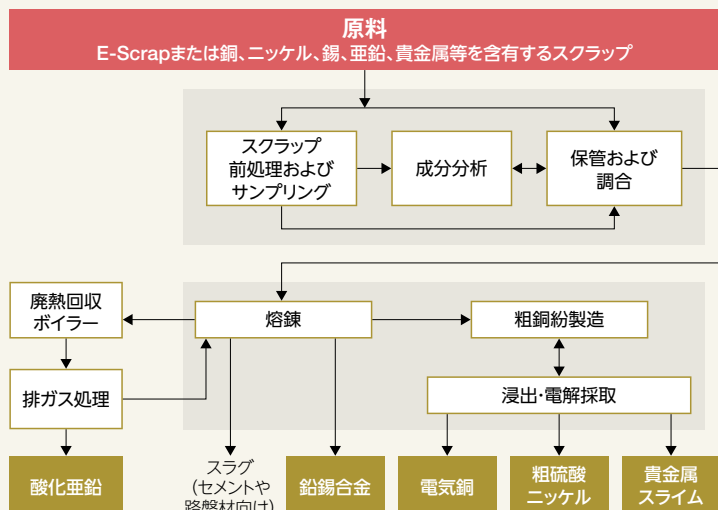 原料
E-Scrapまたは銅、ニッケル、錫、亜鉛、貴金属等を含有するスクラップ
スクラップ
前処理および
サンプリング
成分分析
保管および
調合
廃熱回収
ボイラー
熔錬
粗銅紛製造
排ガス処理
浸出・電解採取
酸化亜鉛
スラグ
(セメントや
路盤材向け)
鉛錫合金
電気銅
粗硫酸
ニッケル
貴金属
スライム